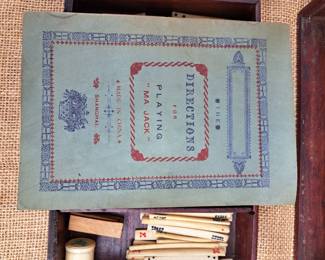 THE
DIRECTIONS
FOR
PLAYING
"MA JACK"
MADE IN CHINA
SHANGHAI